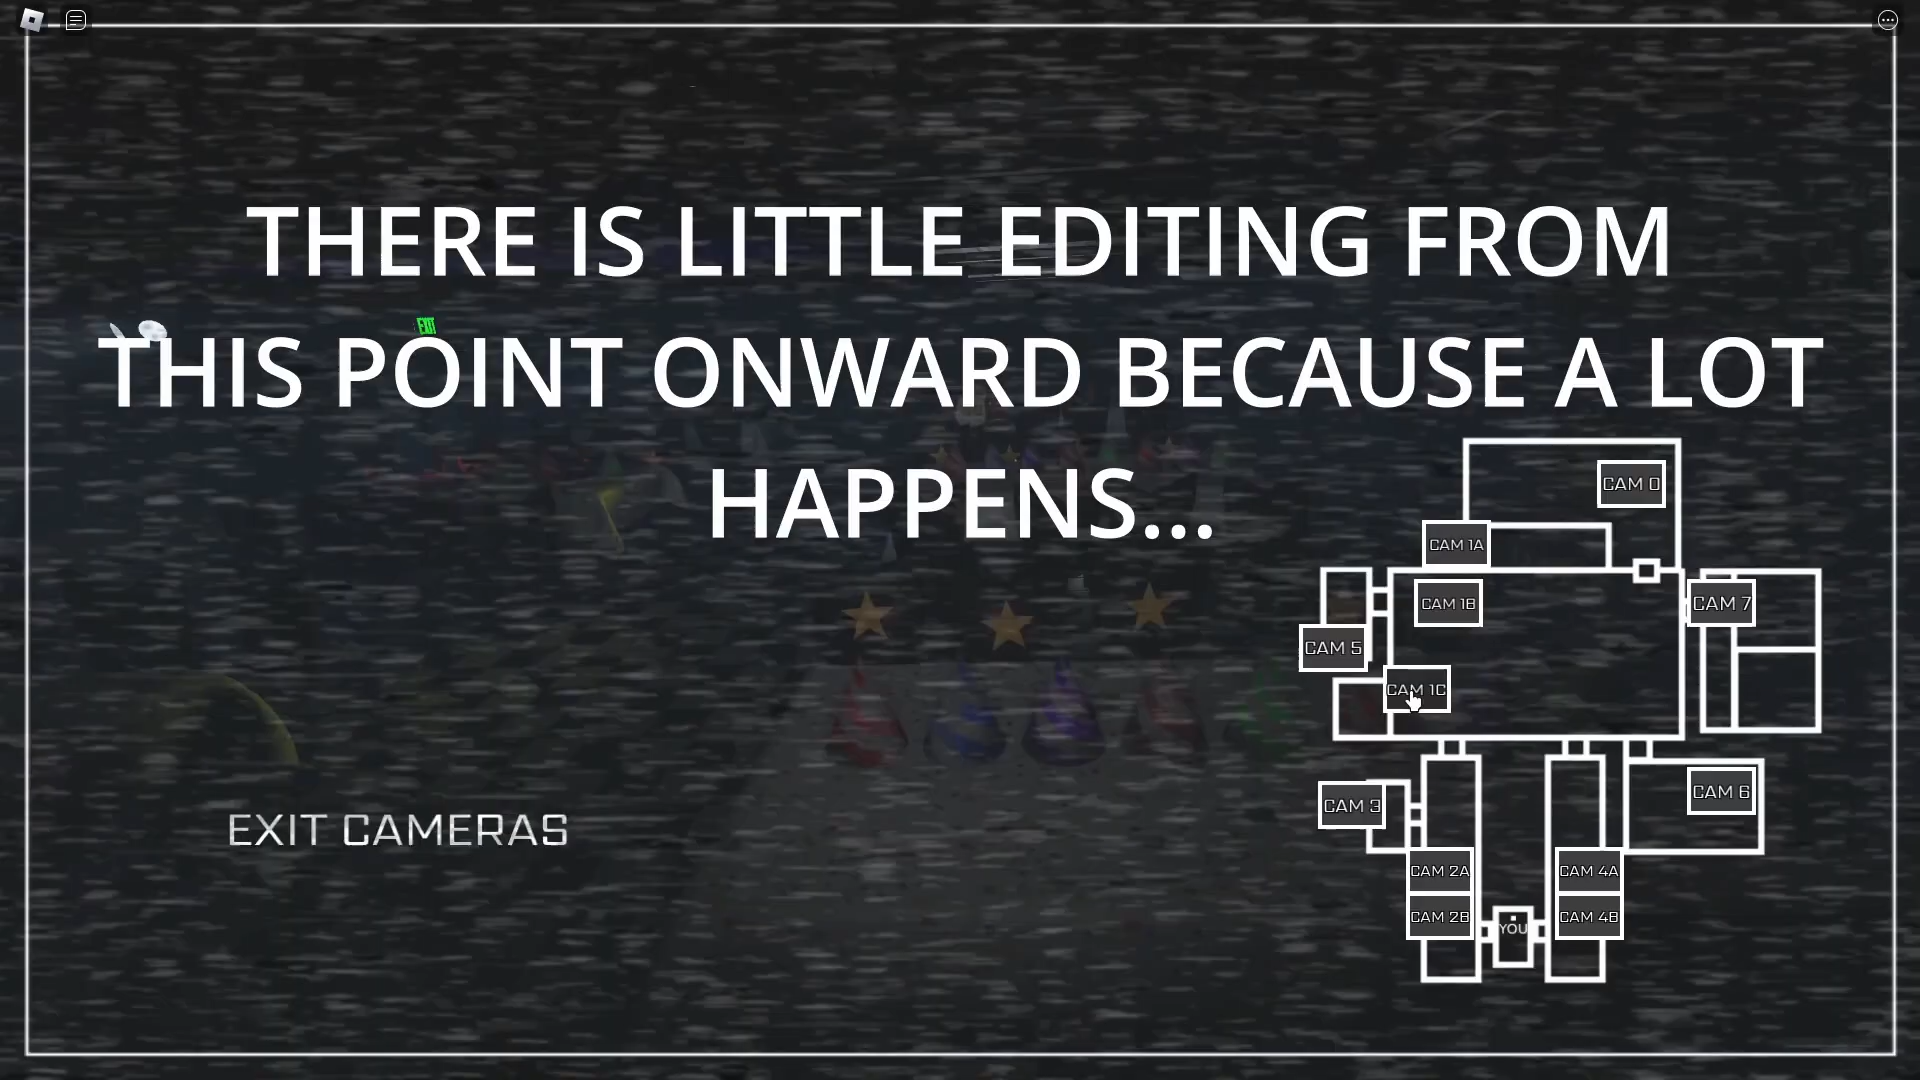 THERE IS LITTLE EDITING FROM
THIS POINT ONWARD BECAUSE A LOT
HAPPENS...
EXIT
CAM 0
CAM 1A
CAM 1B
CAM 7
CAM 5
CAM 1C
CAM 6
CAM 3
EXIT CAMERAS
CAM 2A
CAM 4A
CAM 2B
CAM 4B
YOU